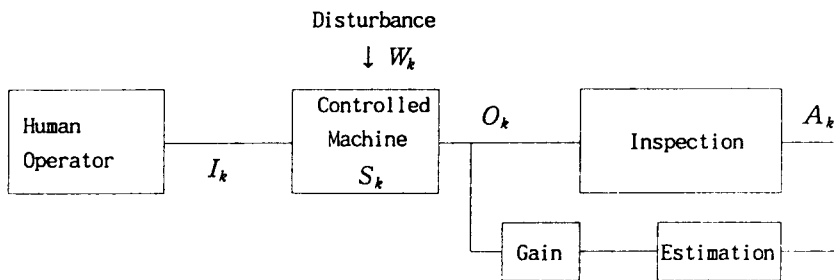 Disturbance
↓ W_k
Human
Operator
I_k
Controlled
Machine
S_k
O_k
Inspection
A_k
Gain
Estimation